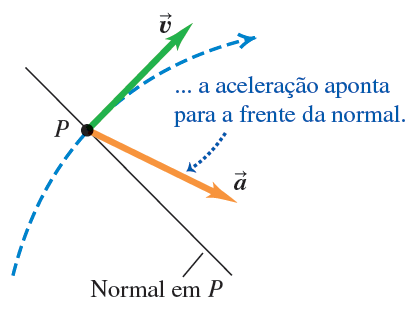 v⃗
... a aceleração aponta
para a frente da normal.
P
a⃗
Normal em P